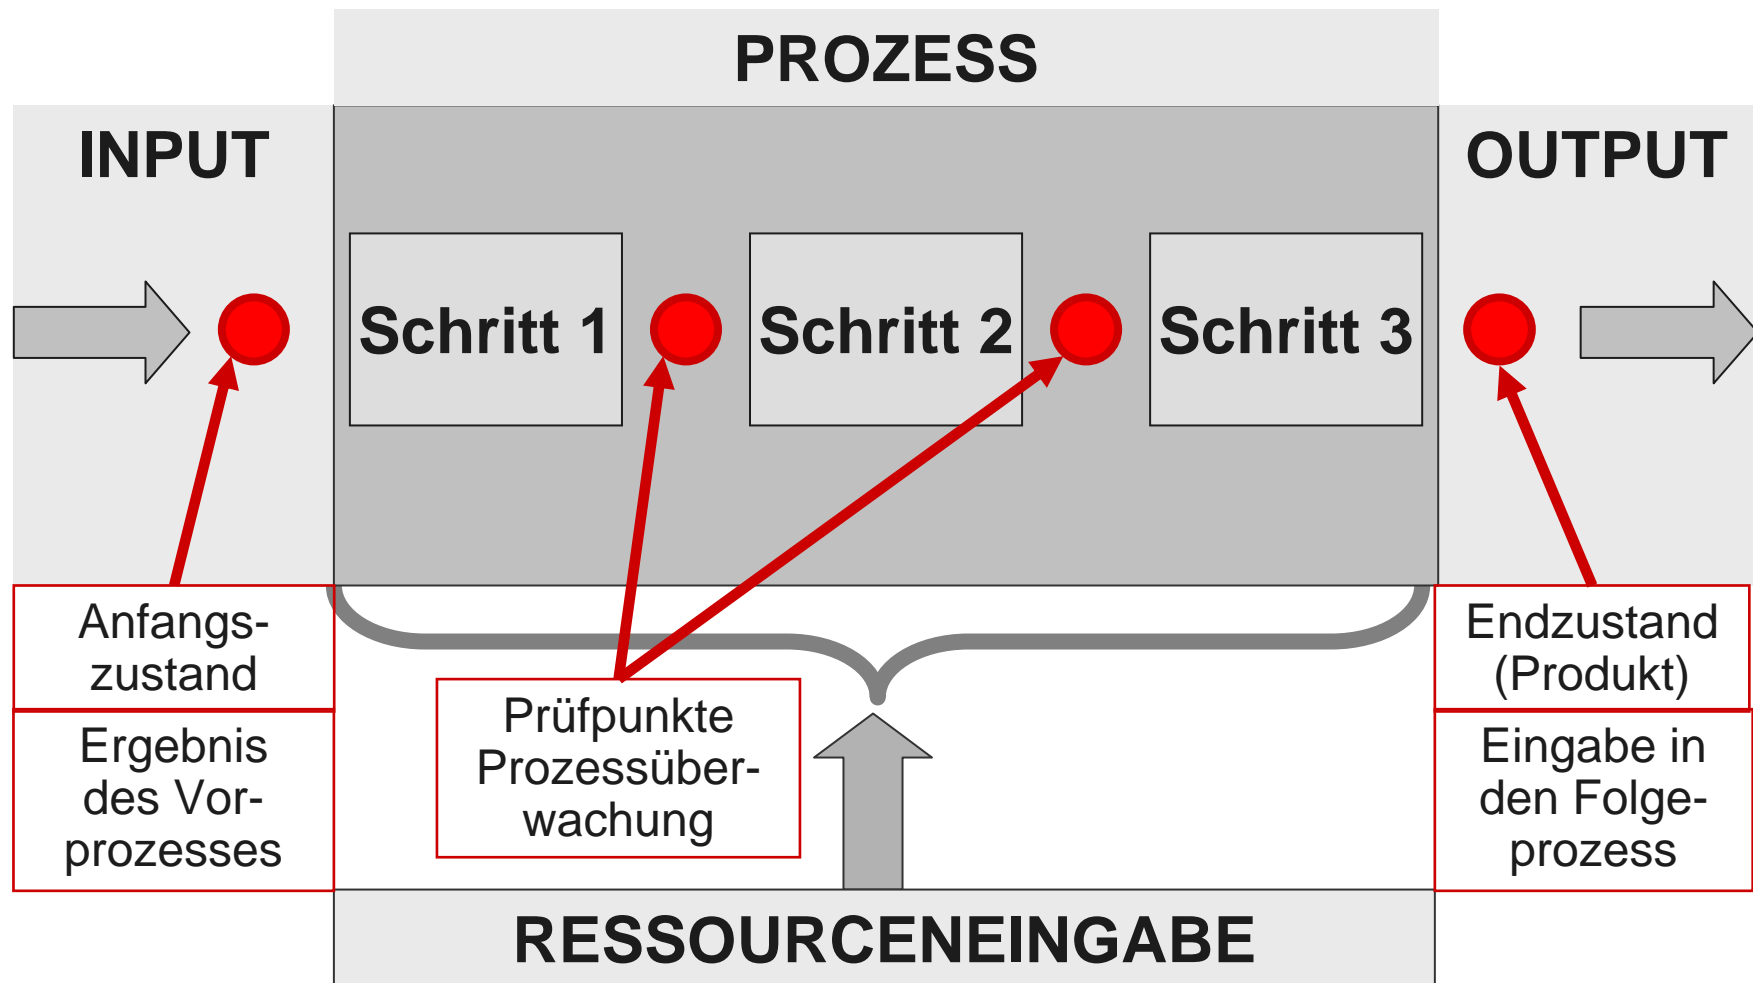 PROZESS
INPUT
OUTPUT
Schritt 1
Schritt 2
Schritt 3
Anfangs-
zustand
Ergebnis
des Vor-
prozesses
Prüfpunkte
Prozessüber-
wachung
Endzustand
(Produkt)
Eingabe in
den Folge-
prozess
RESSOURCENEINGABE